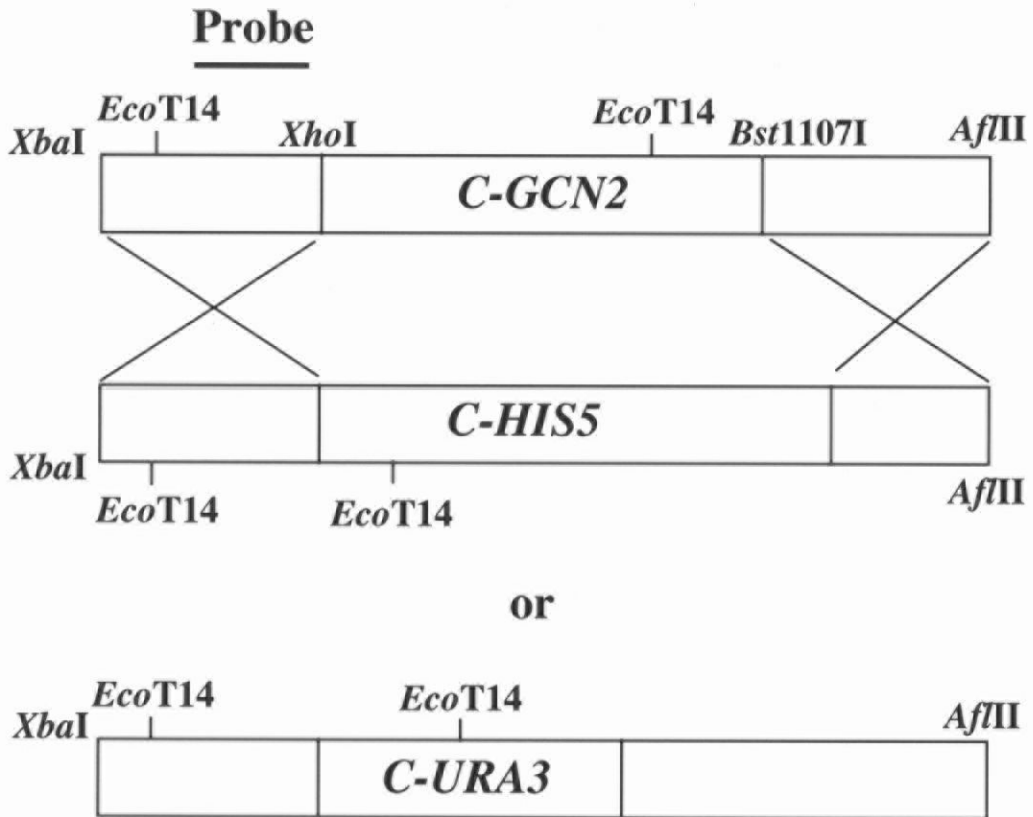 Probe
EcoT14
EcoT14
XbaI
XhoI
Bst1107I
AflII
C-GCN2
C-HIS5
XbaI
AflII
EcoT14
EcoT14
or
EcoT14
EcoT14
XbaI
AflII
C-URA3